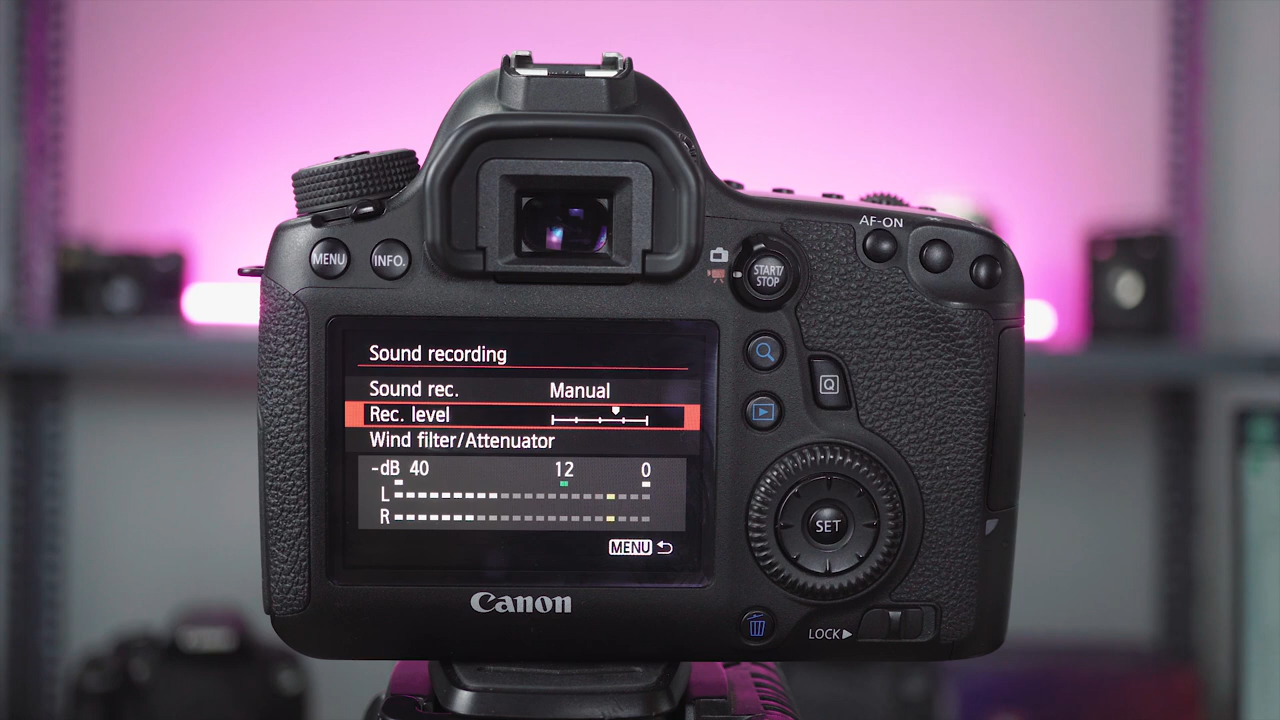 AF-ON
MENU
INFO.
START/
STOP
Sound recording
Sound rec. Manual
Rec. level
Wind filter/Attenuator
-dB 40 12 0
L
R
MENU
Q
SET
Canon
LOCK▶